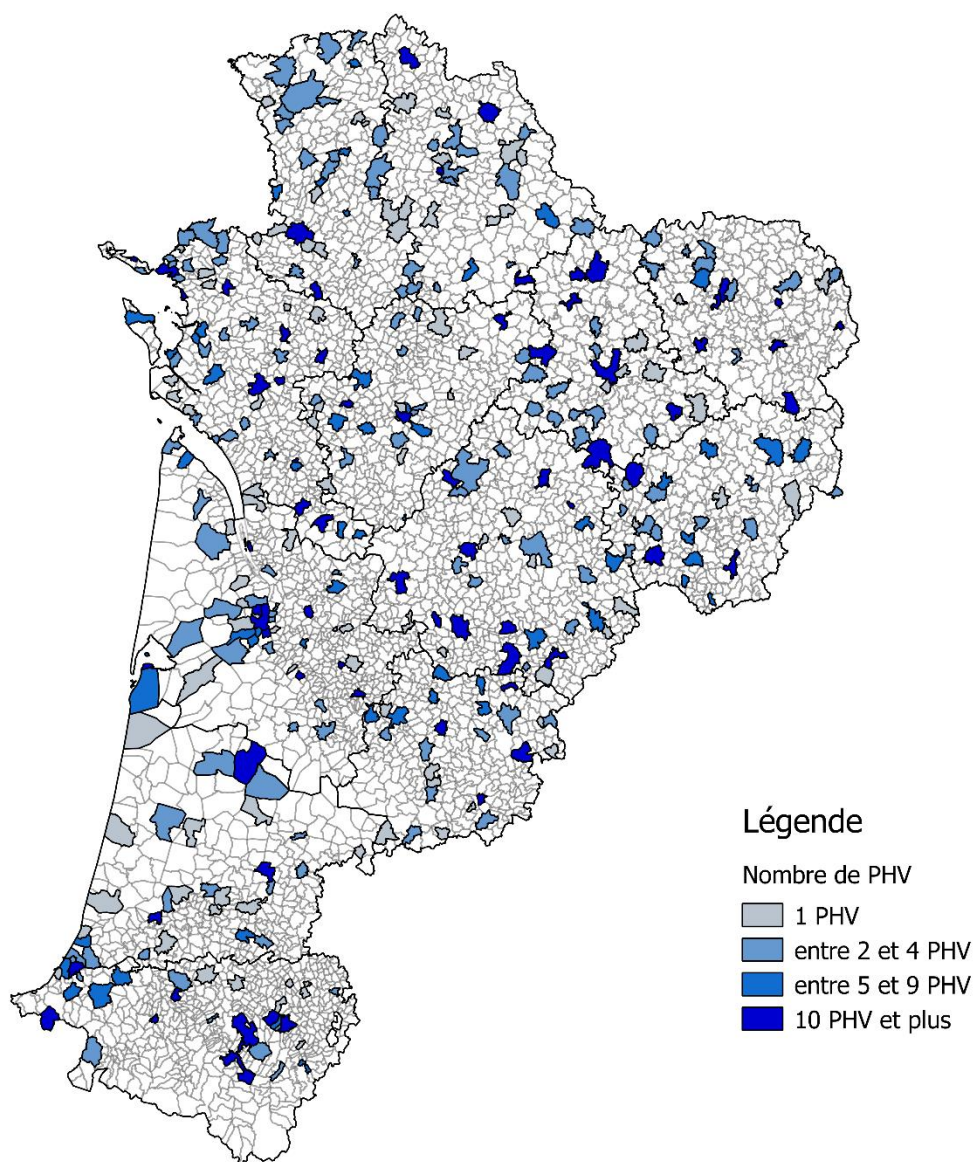 Légende
Nombre de PHV
1 PHV
entre 2 et 4 PHV
entre 5 et 9 PHV
10 PHV et plus